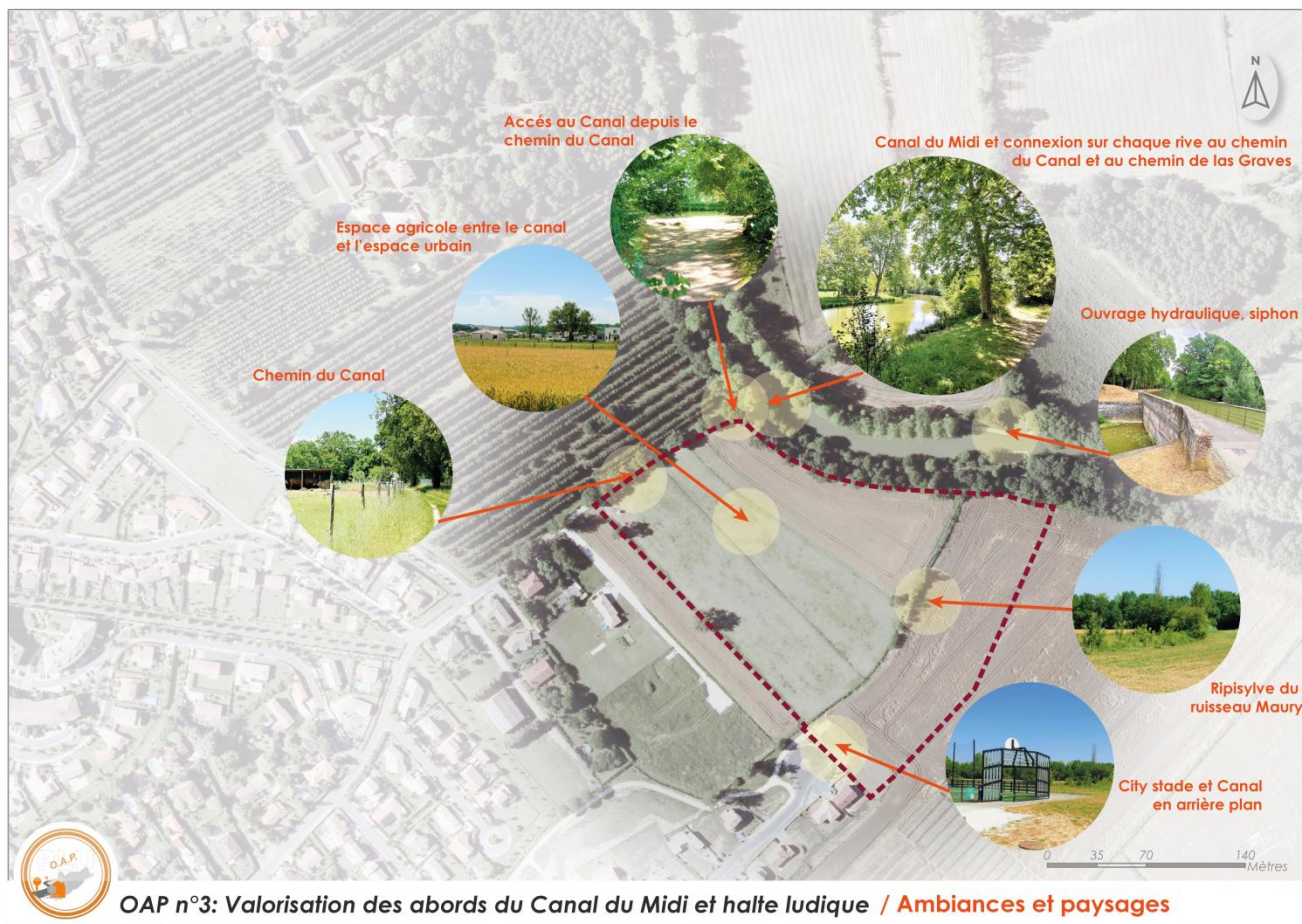 N
Accés au Canal depuis le
chemin du Canal
Canal du Midi et connexion sur chaque rive au chemin
du Canal et au chemin de las Graves
Espace agricole entre le canal
et l'espace urbain
Ouvrage hydraulique, siphon
Chemin du Canal
Ripisylve du
ruisseau Maury
City stade et Canal
en arrière plan
0 35 70 140
Mètres
O.A.P.
OAP n°3: Valorisation des abords du Canal du Midi et halte ludique / Ambiances et paysages